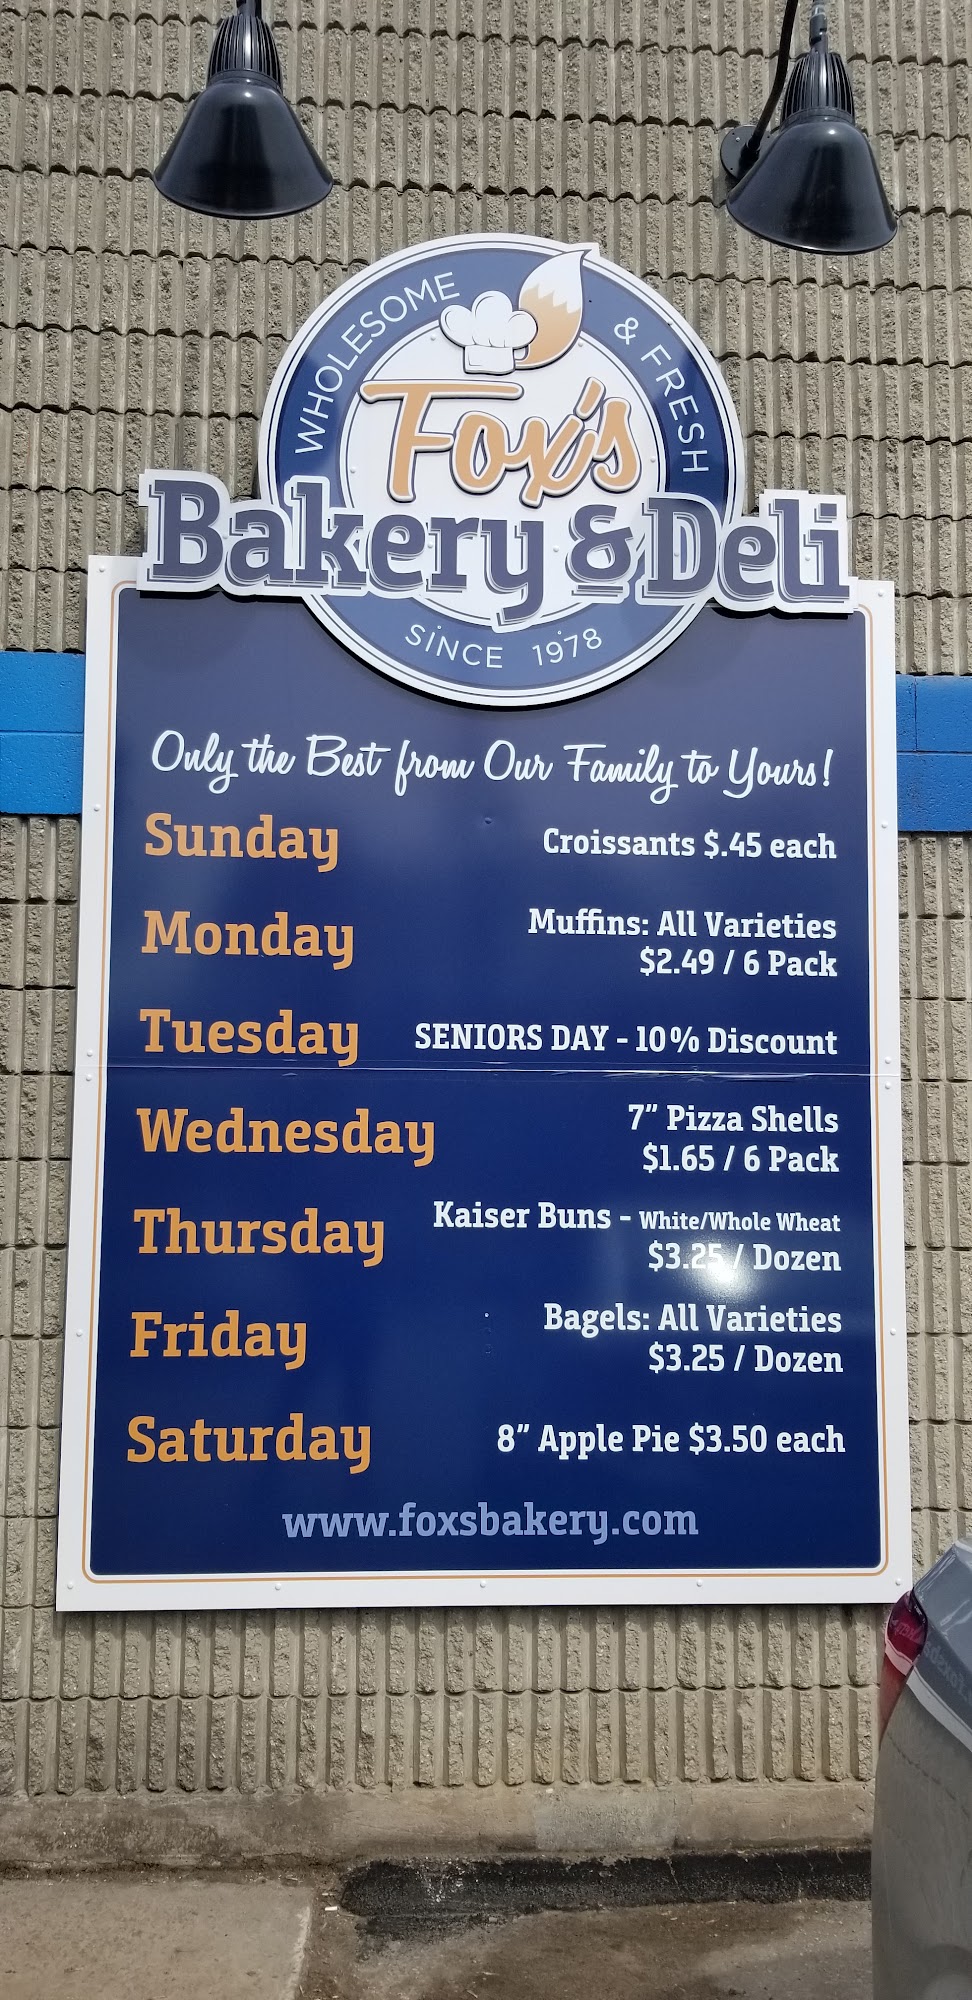 WHOLESOME & FRESH
Fox's
Bakery & Deli
SINCE 1978
Only the Best from Our Family to Yours!
Sunday
Croissants $.45 each
Monday
Muffins: All Varieties
$2.49 / 6 Pack
Tuesday
SENIORS DAY - 10% Discount
Wednesday
7" Pizza Shells
$1.65 / 6 Pack
Thursday
Kaiser Buns - White/Whole Wheat
$3.25 / Dozen
Friday
Bagels: All Varieties
$3.25 / Dozen
Saturday
8" Apple Pie $3.50 each
www.foxsbakery.com